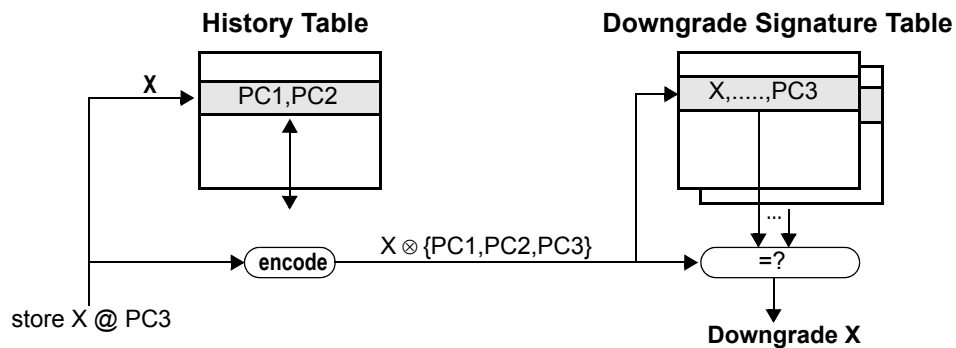 History Table
Downgrade Signature Table
X
PC1,PC2
X,.....,PC3
...
encode
X ⊗ {PC1,PC2,PC3}
=?
store X @ PC3
Downgrade X